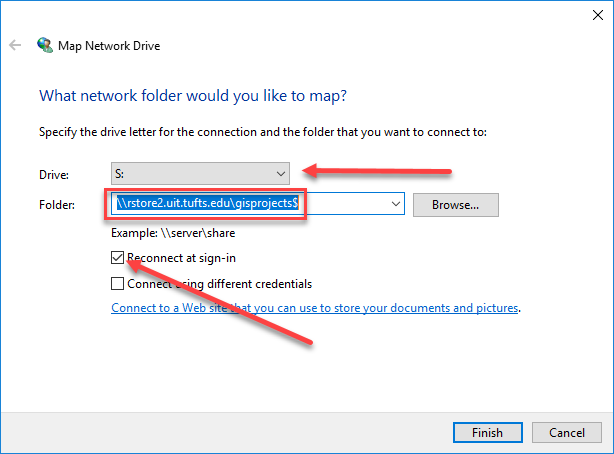 Map Network Drive
What network folder would you like to map?
Specify the drive letter for the connection and the folder that you want to connect to:
Drive: S:
Folder: \\rstore2.uit.tufts.edu\gisprojects$ Browse...
Example: \\server\share
Reconnect at sign-in
Connect using different credentials
Connect to a Web site that you can use to store your documents and pictures.
Finish Cancel